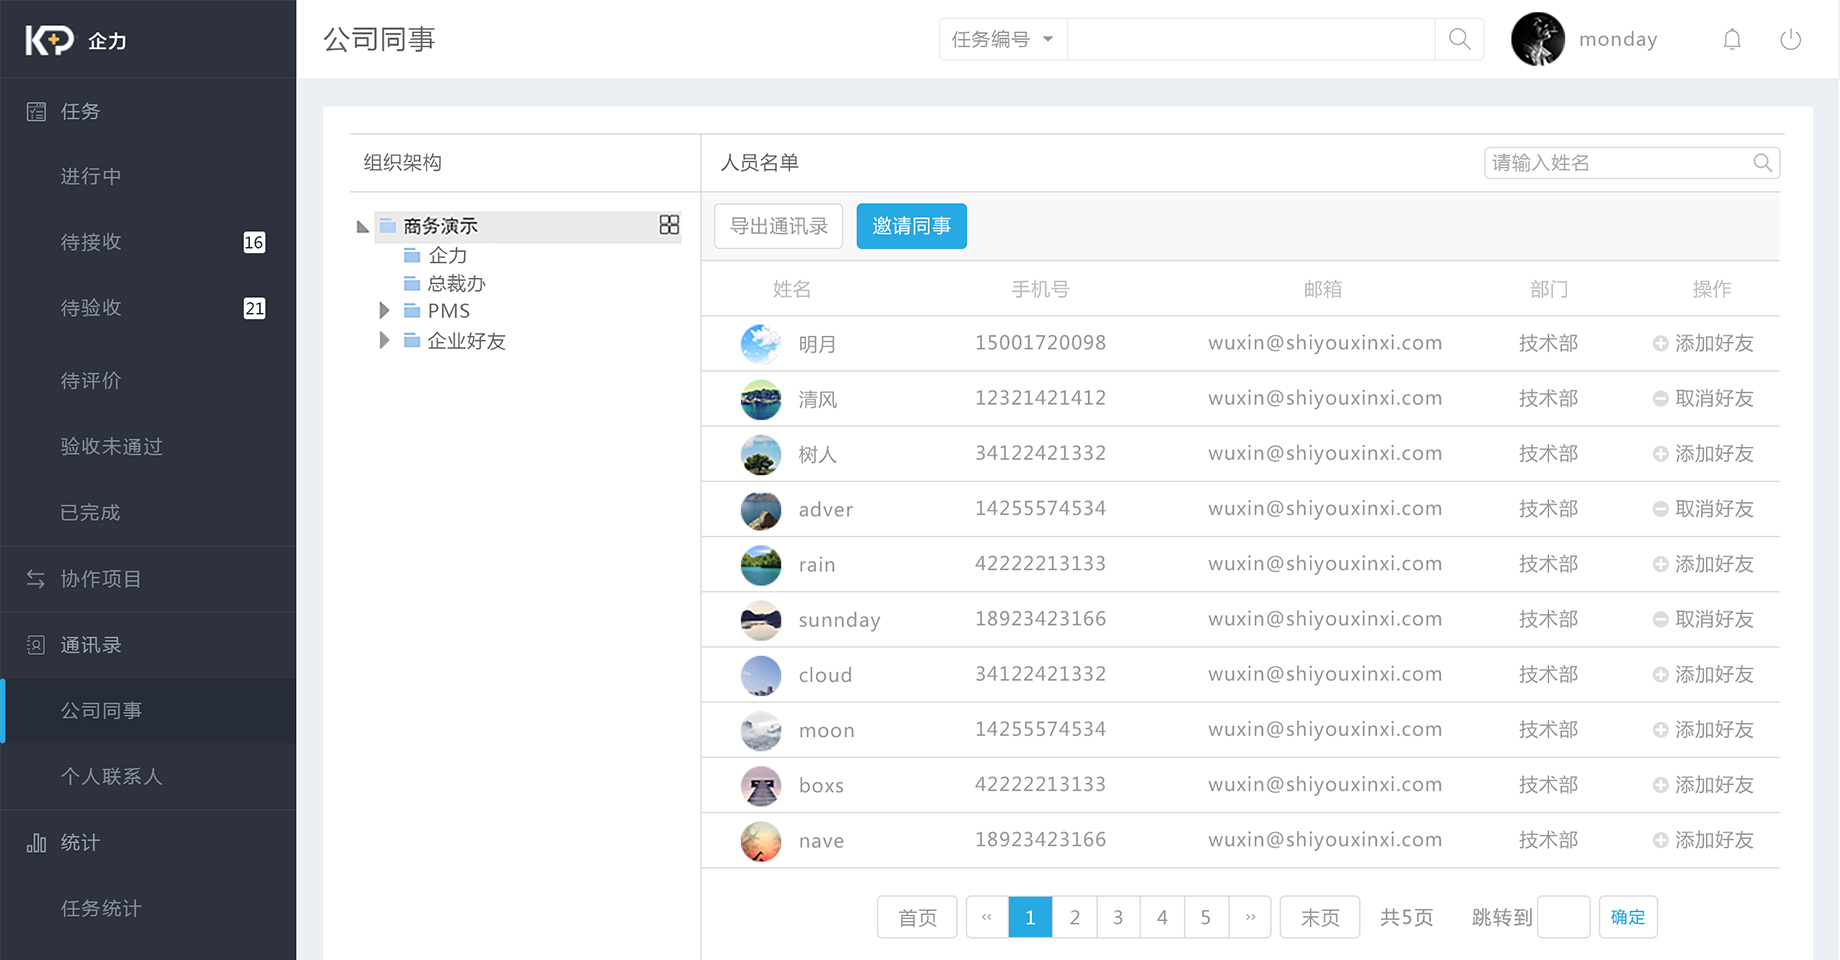 KP 企力
任务
进行中
待接收 16
待验收 21
待评价
验收未通过
已完成
协作项目
通讯录
公司同事
个人联系人
统计
任务统计
公司同事
任务编号
monday
组织架构
商务演示
企力
总裁办
PMS
企业好友
人员名单
请输入姓名
导出通讯录 邀请同事
姓名 手机号 邮箱 部门 操作
明月 15001720098 wuxin@shiyouxinxi.com 技术部 添加好友
清风 12321421412 wuxin@shiyouxinxi.com 技术部 取消好友
树人 34122421332 wuxin@shiyouxinxi.com 技术部 添加好友
adver 14255574534 wuxin@shiyouxinxi.com 技术部 取消好友
rain 42222213133 wuxin@shiyouxinxi.com 技术部 添加好友
sunnday 18923423166 wuxin@shiyouxinxi.com 技术部 取消好友
cloud 34122421332 wuxin@shiyouxinxi.com 技术部 添加好友
moon 14255574534 wuxin@shiyouxinxi.com 技术部 添加好友
boxs 42222213133 wuxin@shiyouxinxi.com 技术部 添加好友
nave 18923423166 wuxin@shiyouxinxi.com 技术部 添加好友
首页 ‹‹ 1 2 3 4 5 ›› 末页 共5页 跳转到 确定